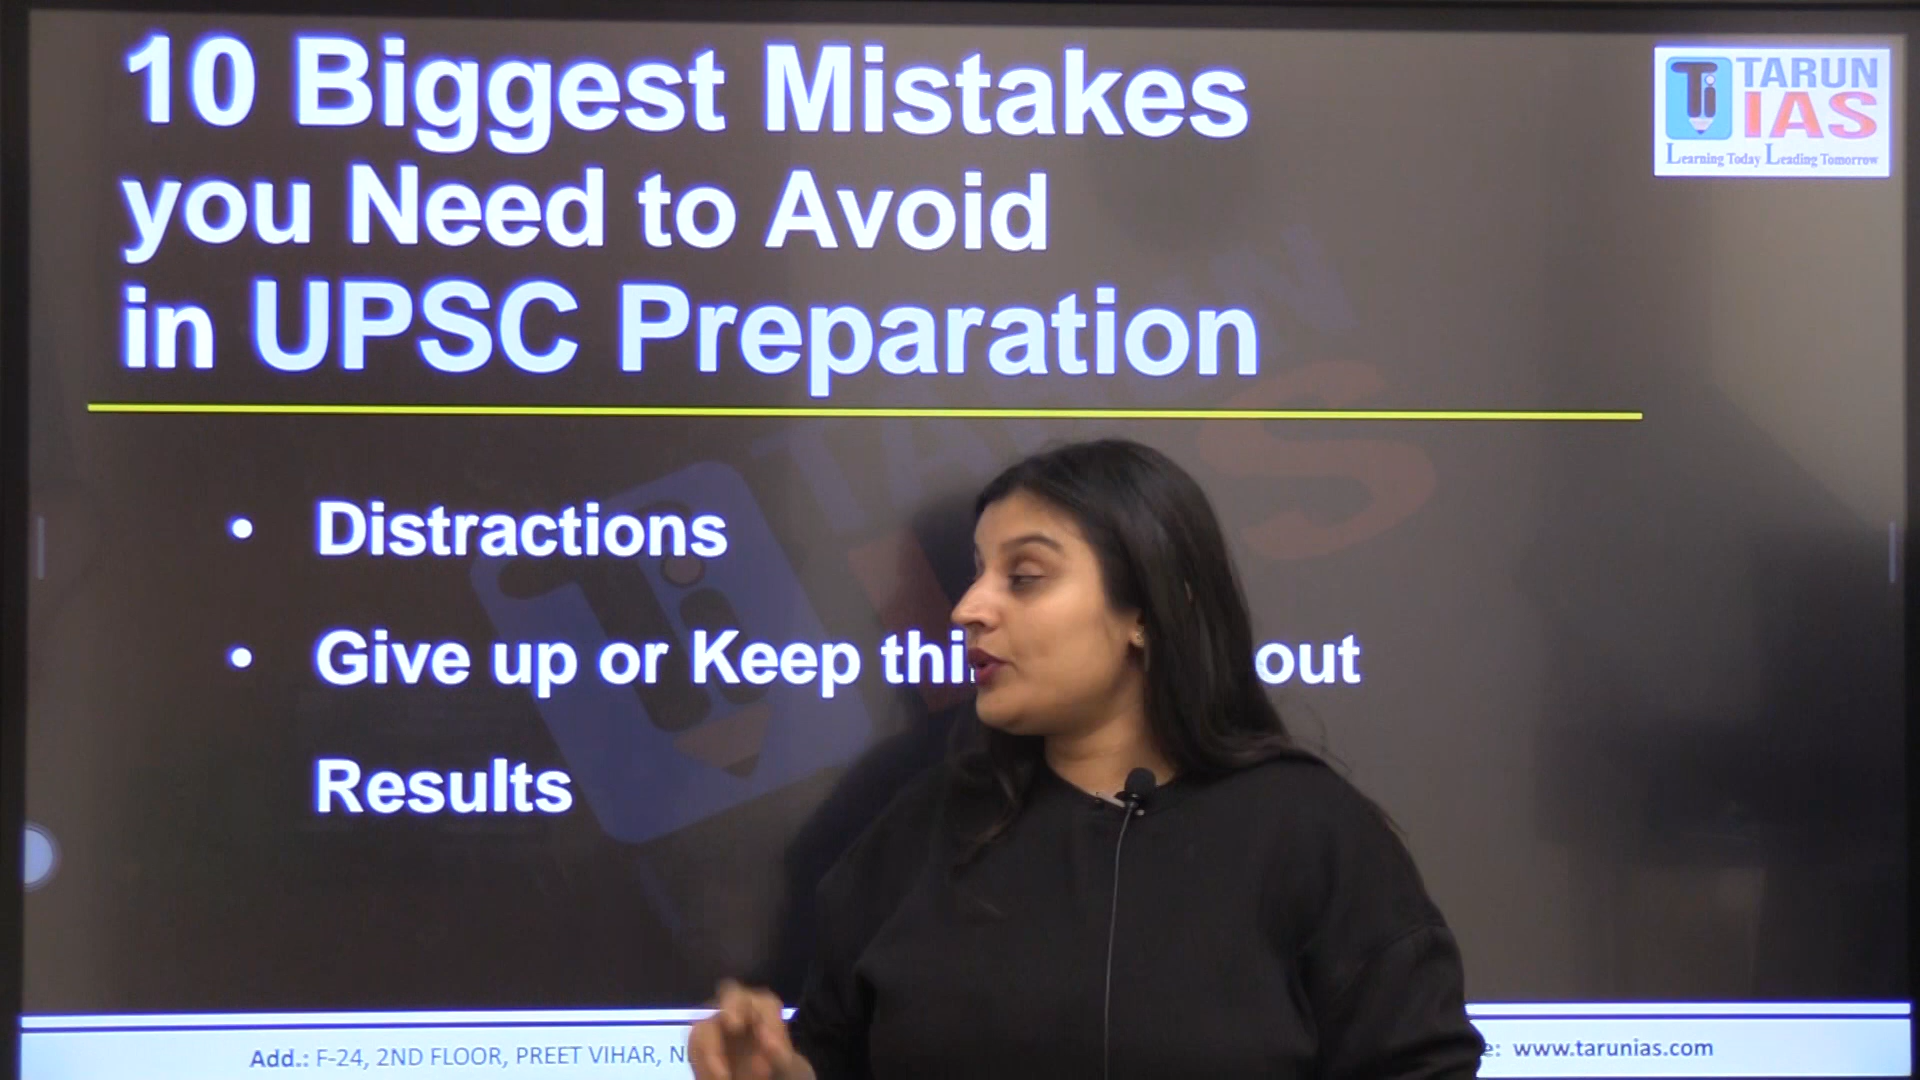 10 Biggest Mistakes
you Need to Avoid
in UPSC Preparation
TARUN
IAS
Learning Today Leading Tomorrow
• Distractions
• Give up or Keep out
Results
Add.: F-24, 2ND FLOOR, PREET VIHAR,
www.tarunias.com